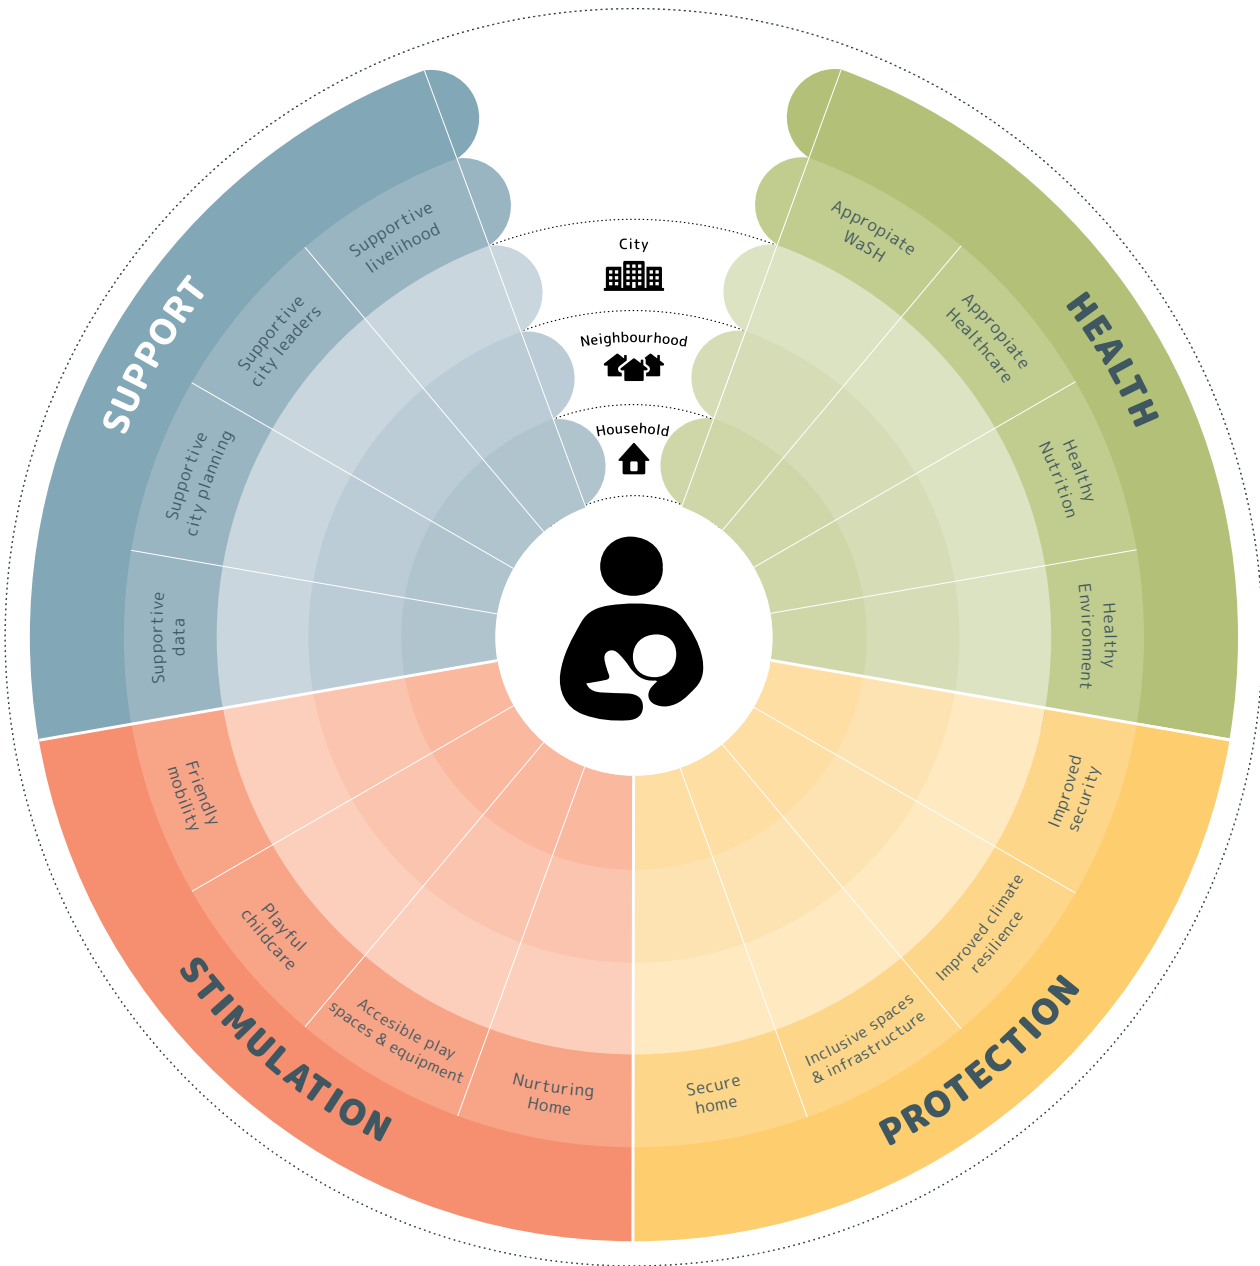 City
Neighbourhood
Household
HEALTH
Appropiate
WaSH
Appropiate
Healthcare
Healthy
Nutrition
Healthy
Environment
PROTECTION
Improved
security
Improved climate
resilience
Inclusive spaces
& infrastructure
Secure
home
STIMULATION
Nurturing
Home
Accesible play
spaces & equipment
Playful
childcare
Friendly
mobility
SUPPORT
Supportive
data
Supportive
city planning
Supportive
city leaders
Supportive
livelihood